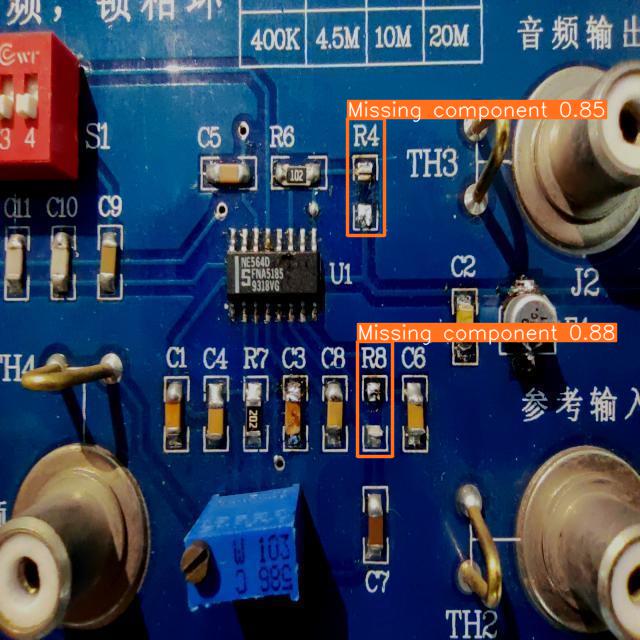 频，锁相环
400K 4.5M 10M 20M
音频输出
3 4
S1
C5
R6
R4
Missing component 0.85
TH3
102
C11 C10 C9
NE564D
FNA5185
9318VG
U1
C2
J2
Missing component 0.88
TH4
C1 C4 R7 C3 C8 R8 C6
202
参考输入
频
W 103
C7
TH2